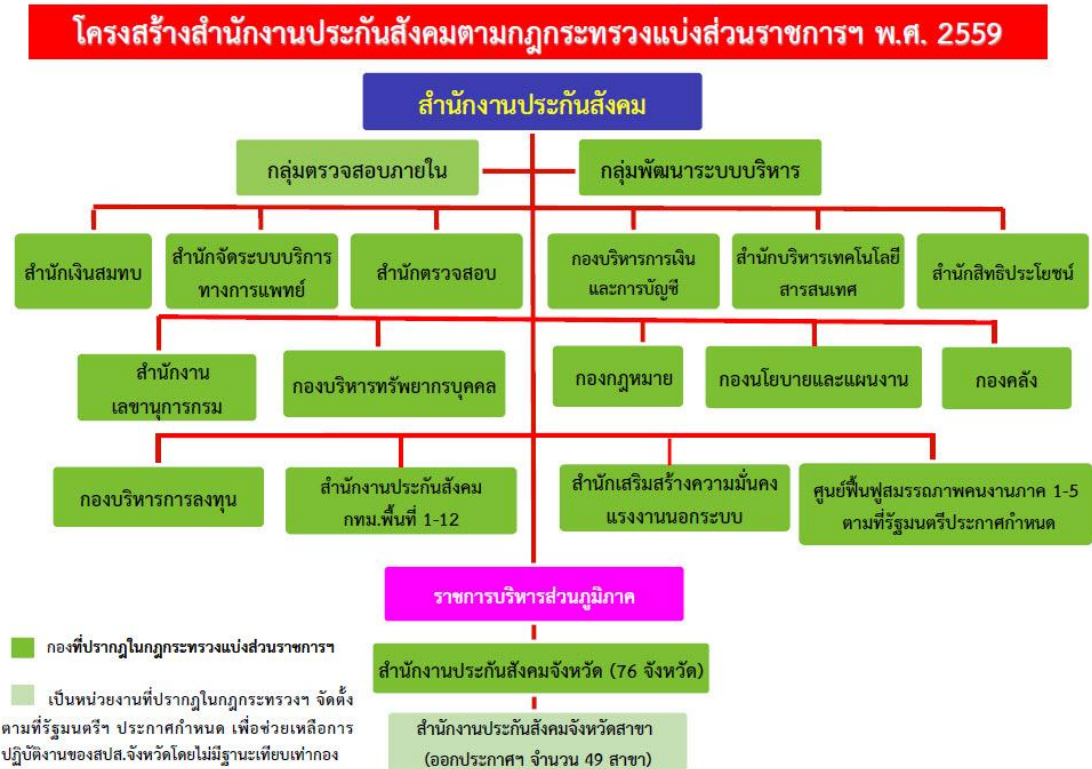 โครงสร้างสำนักงานประกันสังคมตามกฎกระทรวงแบ่งส่วนราชการฯ พ.ศ. 2559
สำนักงานประกันสังคม
กลุ่มตรวจสอบภายใน
กลุ่มพัฒนาระบบบริหาร
สำนักเงินสมทบ
สำนักจัดระบบบริการ
ทางการแพทย์
สำนักตรวจสอบ
กองบริหารการเงิน
และการบัญชี
สำนักบริหารเทคโนโลยี
สารสนเทศ
สำนักสิทธิประโยชน์
สำนักงาน
เลขานุการกรม
กองบริหารทรัพยากรบุคคล
กองกฎหมาย
กองนโยบายและแผนงาน
กองคลัง
กองบริหารการลงทุน
สำนักงานประกันสังคม
กทม.พื้นที่ 1-12
สำนักเสริมสร้างความมั่นคง
แรงงานนอกระบบ
ศูนย์ฟื้นฟูสมรรถภาพคนงานภาค 1-5
ตามที่รัฐมนตรีประกาศกำหนด
ราชการบริหารส่วนภูมิภาค
สำนักงานประกันสังคมจังหวัด (76 จังหวัด)
สำนักงานประกันสังคมจังหวัดสาขา
(ออกประกาศฯ จำนวน 49 สาขา)
กองที่ปรากฏในกฎกระทรวงแบ่งส่วนราชการฯ
เป็นหน่วยงานที่ปรากฏในกฎกระทรวงฯ จัดตั้ง
ตามที่รัฐมนตรีฯ ประกาศกำหนด เพื่อช่วยเหลือการ
ปฏิบัติงานของสปส.จังหวัดโดยไม่มีฐานะเทียบเท่ากอง